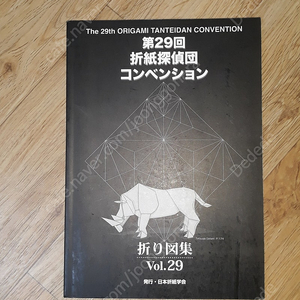 The 29th ORIGAMI TANTEIDAN CONVENTION
第29回
折紙探偵団
コンベンション
折り図集
Vol.29
発行・日本折紙学会